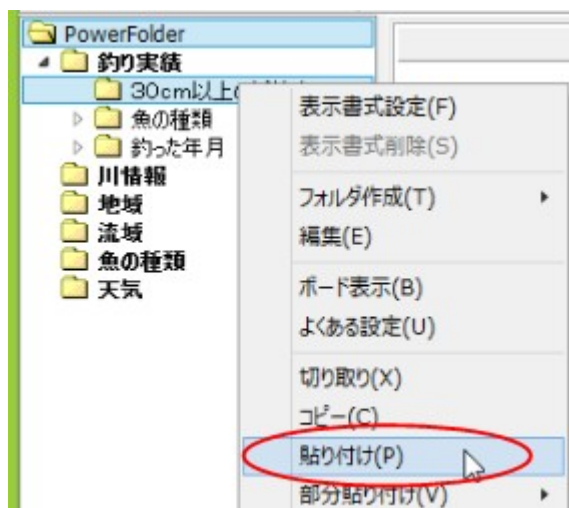 PowerFolder
釣り実績
30cm以上
魚の種類
釣った年月
川情報
地域
流域
魚の種類
天気
表示書式設定(F)
表示書式削除(S)
フォルダ作成(T)
編集(E)
ボード表示(B)
よくある設定(U)
切り取り(X)
コピー(C)
貼り付け(P)
部分貼り付け(V)